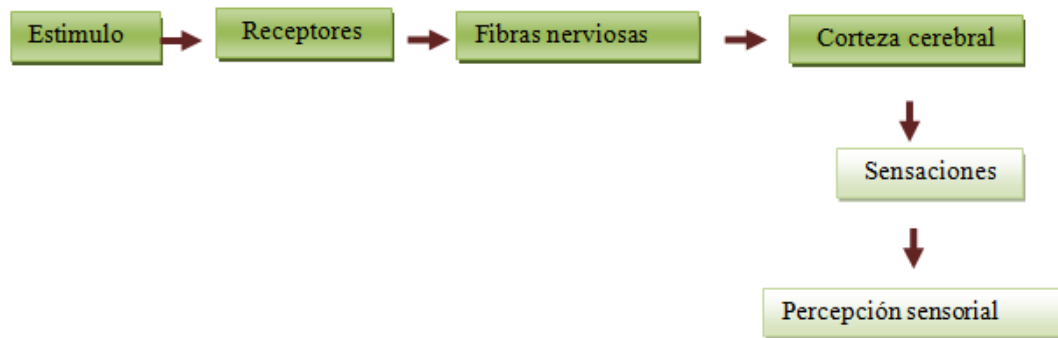 Estimulo
Receptores
Fibras nerviosas
Corteza cerebral
Sensaciones
Percepción sensorial